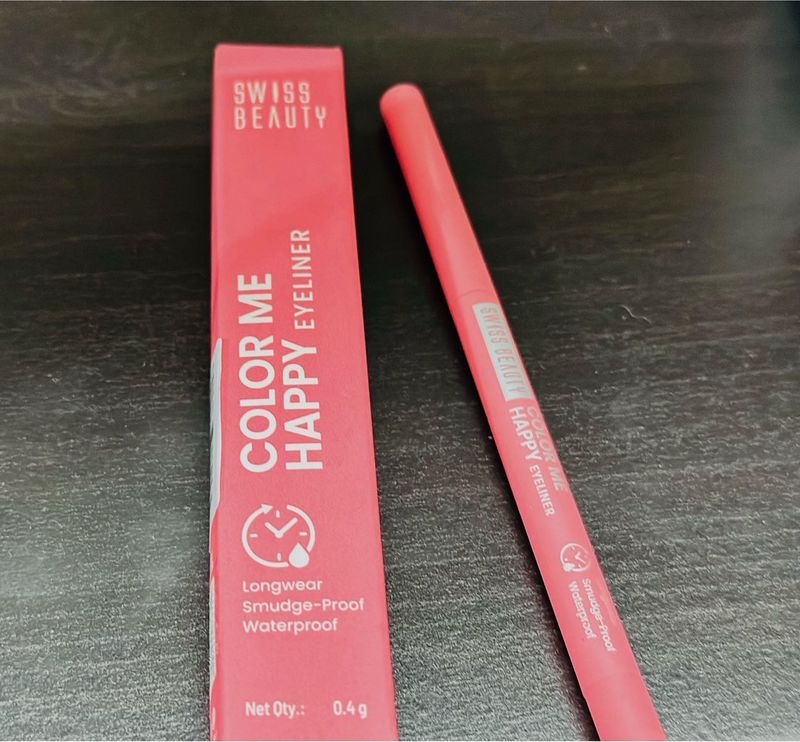 SWISS
BEAUTY
COLOR ME
HAPPY EYELINER
Longwear
Smudge-Proof
Waterproof
Net Qty.: 0.4 g
SWISS BEAUTY
COLOR ME
HAPPY EYELINER
Smudge-Proof
Waterproof